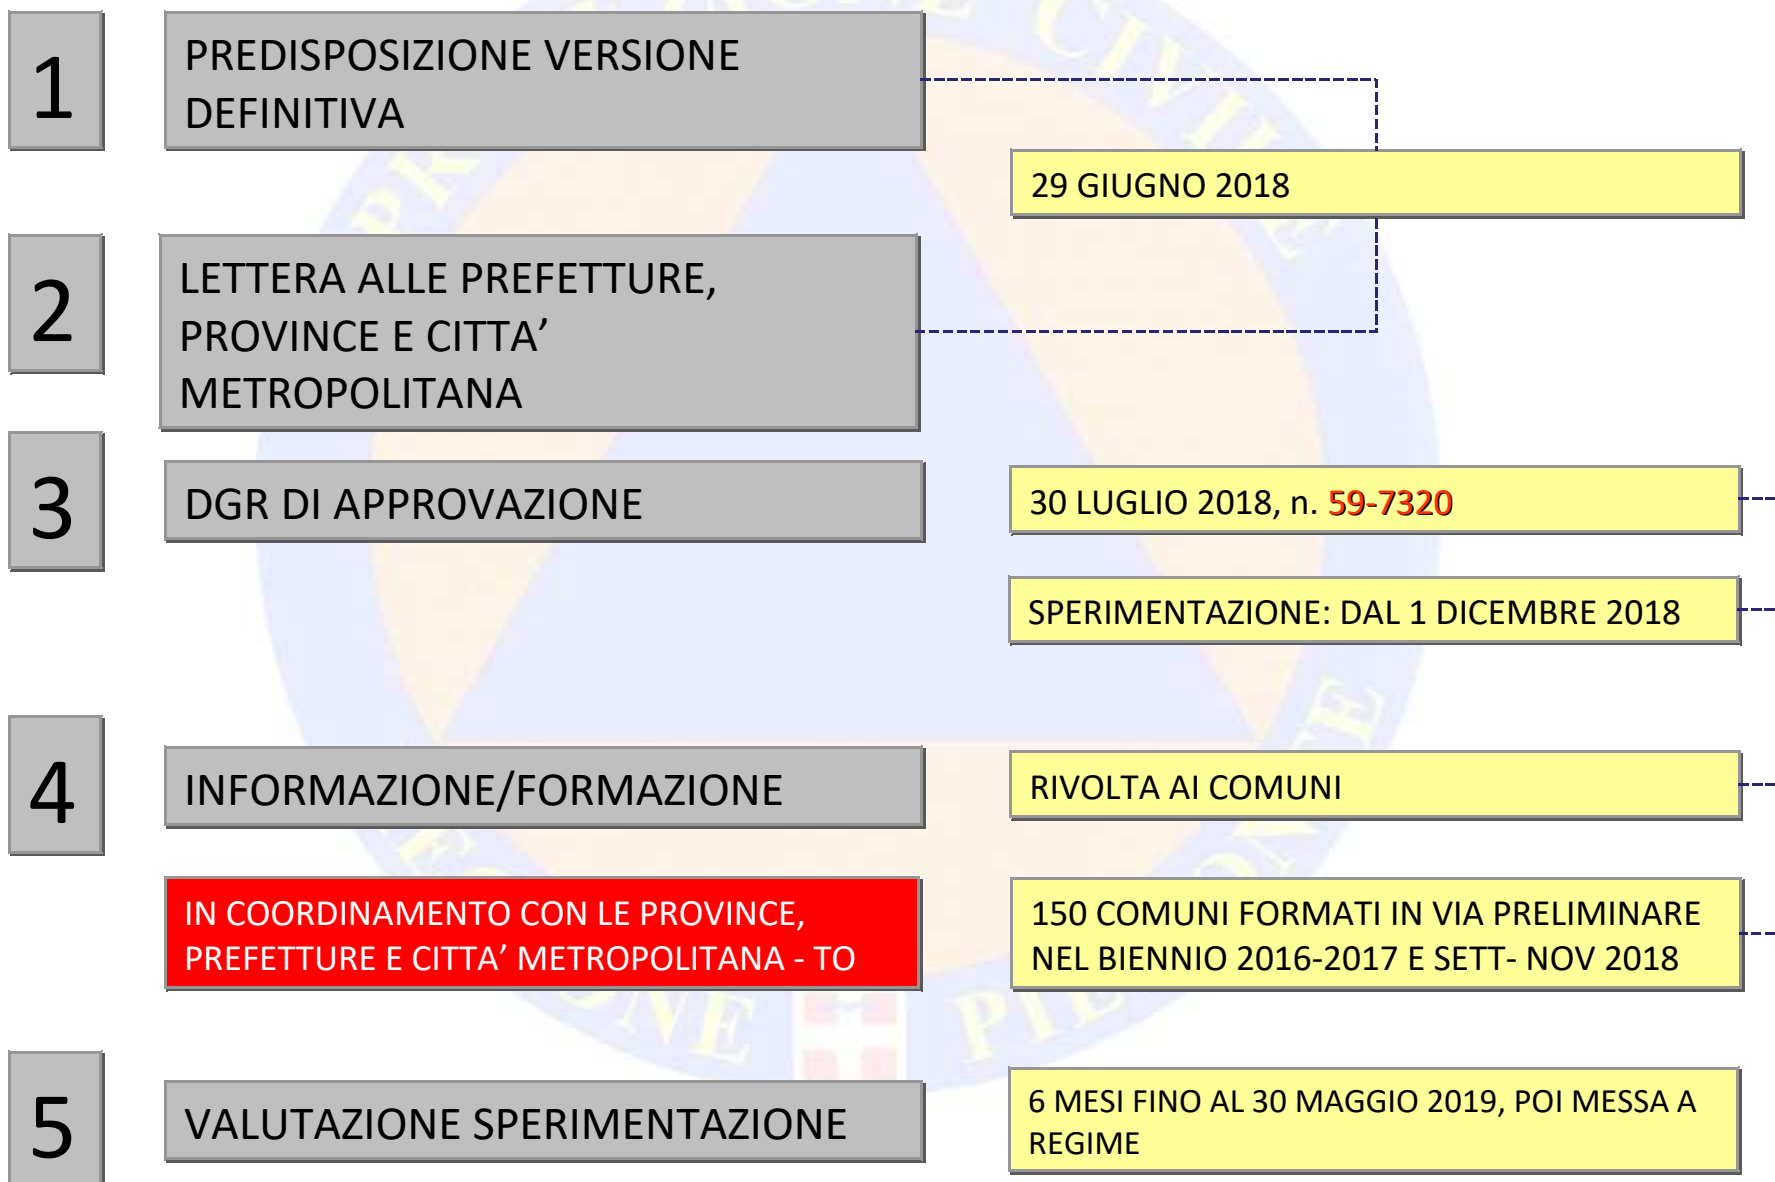 1
PREDISPOSIZIONE VERSIONE
DEFINITIVA
29 GIUGNO 2018
2
LETTERA ALLE PREFETTURE,
PROVINCE E CITTA’
METROPOLITANA
3
DGR DI APPROVAZIONE
30 LUGLIO 2018, n. 59-7320
SPERIMENTAZIONE: DAL 1 DICEMBRE 2018
4
INFORMAZIONE/FORMAZIONE
RIVOLTA AI COMUNI
IN COORDINAMENTO CON LE PROVINCE,
PREFETTURE E CITTA’ METROPOLITANA - TO
150 COMUNI FORMATI IN VIA PRELIMINARE
NEL BIENNIO 2016-2017 E SETT- NOV 2018
5
VALUTAZIONE SPERIMENTAZIONE
6 MESI FINO AL 30 MAGGIO 2019, POI MESSA A
REGIME